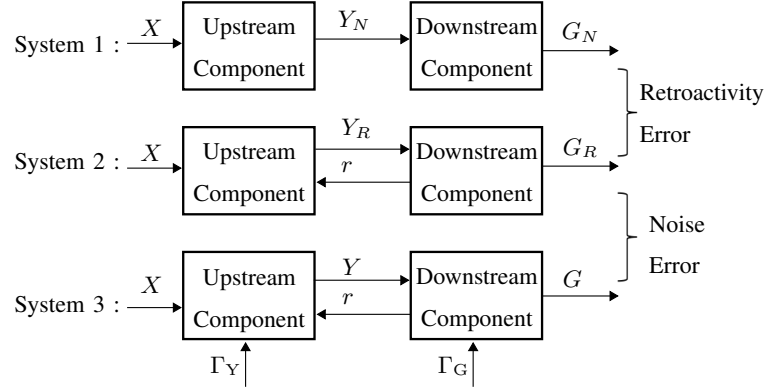 System 1 : X Upstream Component Y_N Downstream Component G_N
Retroactivity Error
System 2 : X Upstream Component Y_R r Downstream Component G_R
Noise Error
System 3 : X Upstream Component Y r Downstream Component G
Γ_Y Γ_G